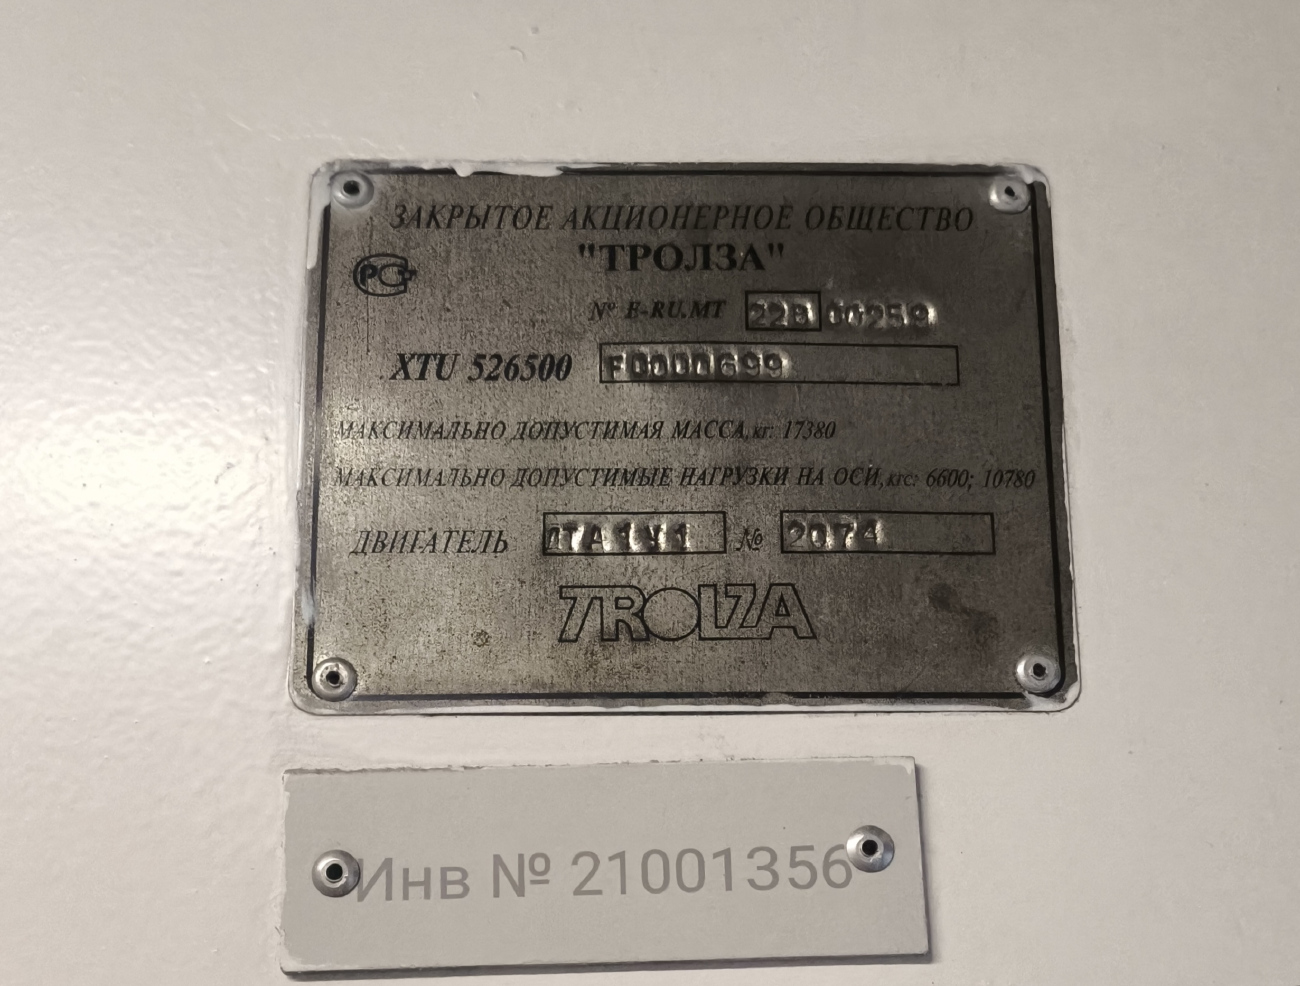 ЗАКРЫТОЕ АКЦИОНЕРНОЕ ОБЩЕСТВО
"ТРОЛЗА"
РС
№ E-RU.MT 22В 00259
XTU 526500 F0000699
МАКСИМАЛЬНО ДОПУСТИМАЯ МАССА, кг: 17380
МАКСИМАЛЬНО ДОПУСТИМЫЕ НАГРУЗКИ НА ОСИ, кгс: 6600; 10780
ДВИГАТЕЛЬ ДТА1У1 № 2074
TROLZA
Инв № 21001356